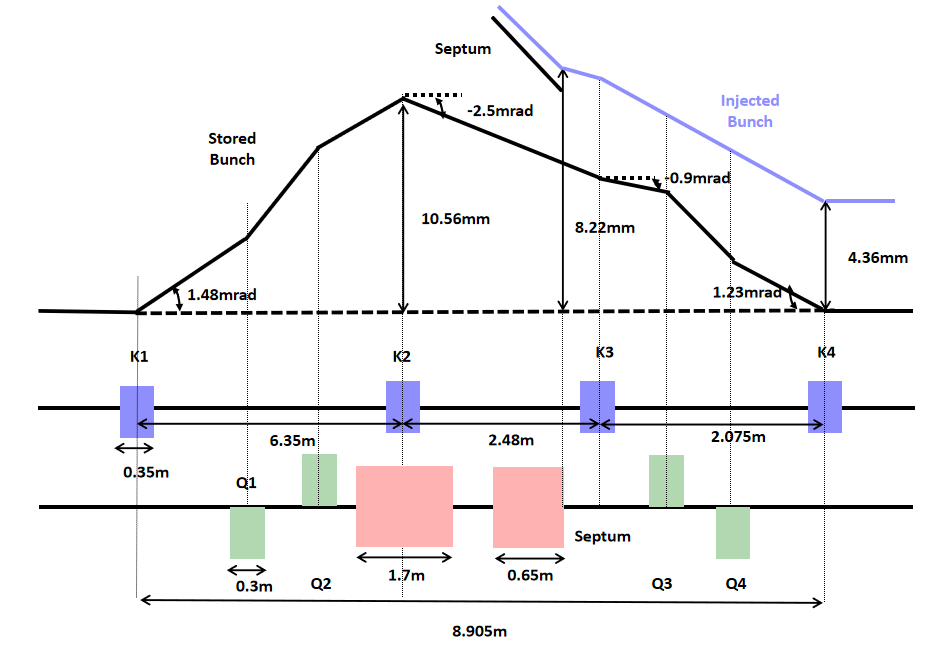 Septum
Injected
Bunch
-2.5mrad
Stored
Bunch
-0.9mrad
10.56mm
8.22mm
4.36mm
1.48mrad
1.23mrad
K1
K2
K3
K4
6.35m
2.48m
2.075m
0.35m
Q1
Septum
0.3m
Q2
1.7m
0.65m
Q3
Q4
8.905m